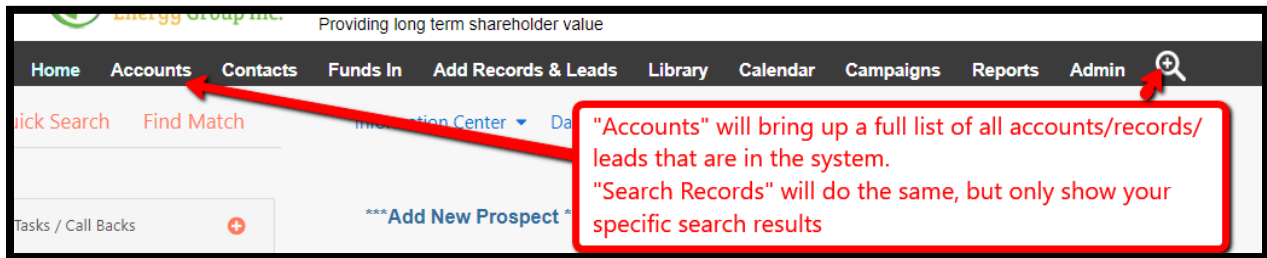 Energg Group Inc.
Providing long term shareholder value
Home Accounts Contacts Funds In Add Records & Leads Library Calendar Campaigns Reports Admin
uick Search Find Match Center Da
"Accounts" will bring up a full list of all accounts/records/
leads that are in the system.
"Search Records" will do the same, but only show your
specific search results
Tasks / Call Backs
***Add New Prospect *